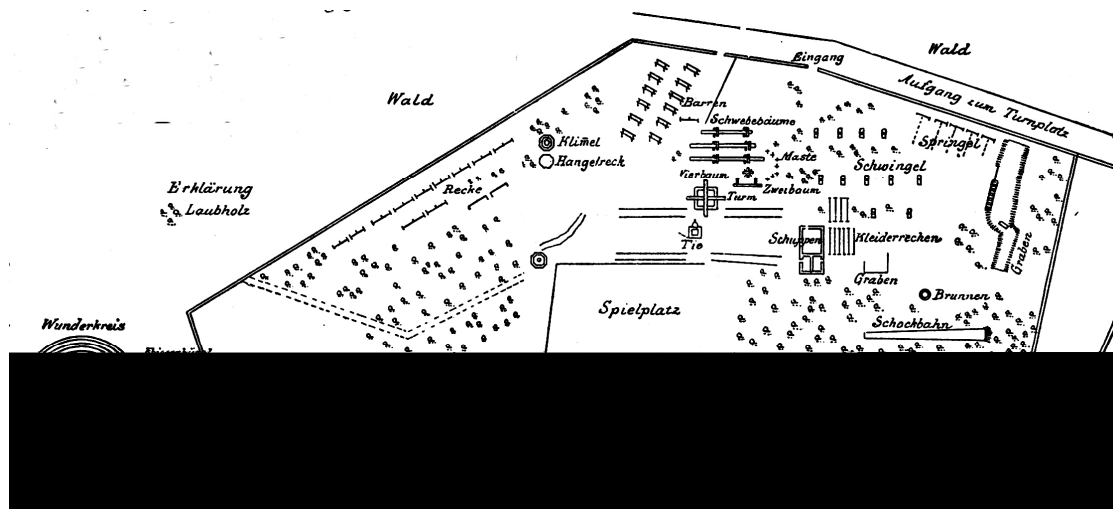 Wald
Eingang
Wald
Aufgang zum Turnplatz
Barren
Schwebebäume
Springel
Klimel
Maste
Schwingel
Hangelreck
Vierbaum
Erklärung
Recke
Zweibaum
Turm
Laubholz
Tie
Schuppen
Kleiderrechen
Graben
Graben
Brunnen
Spielplatz
Wunderkreis
Schockbahn